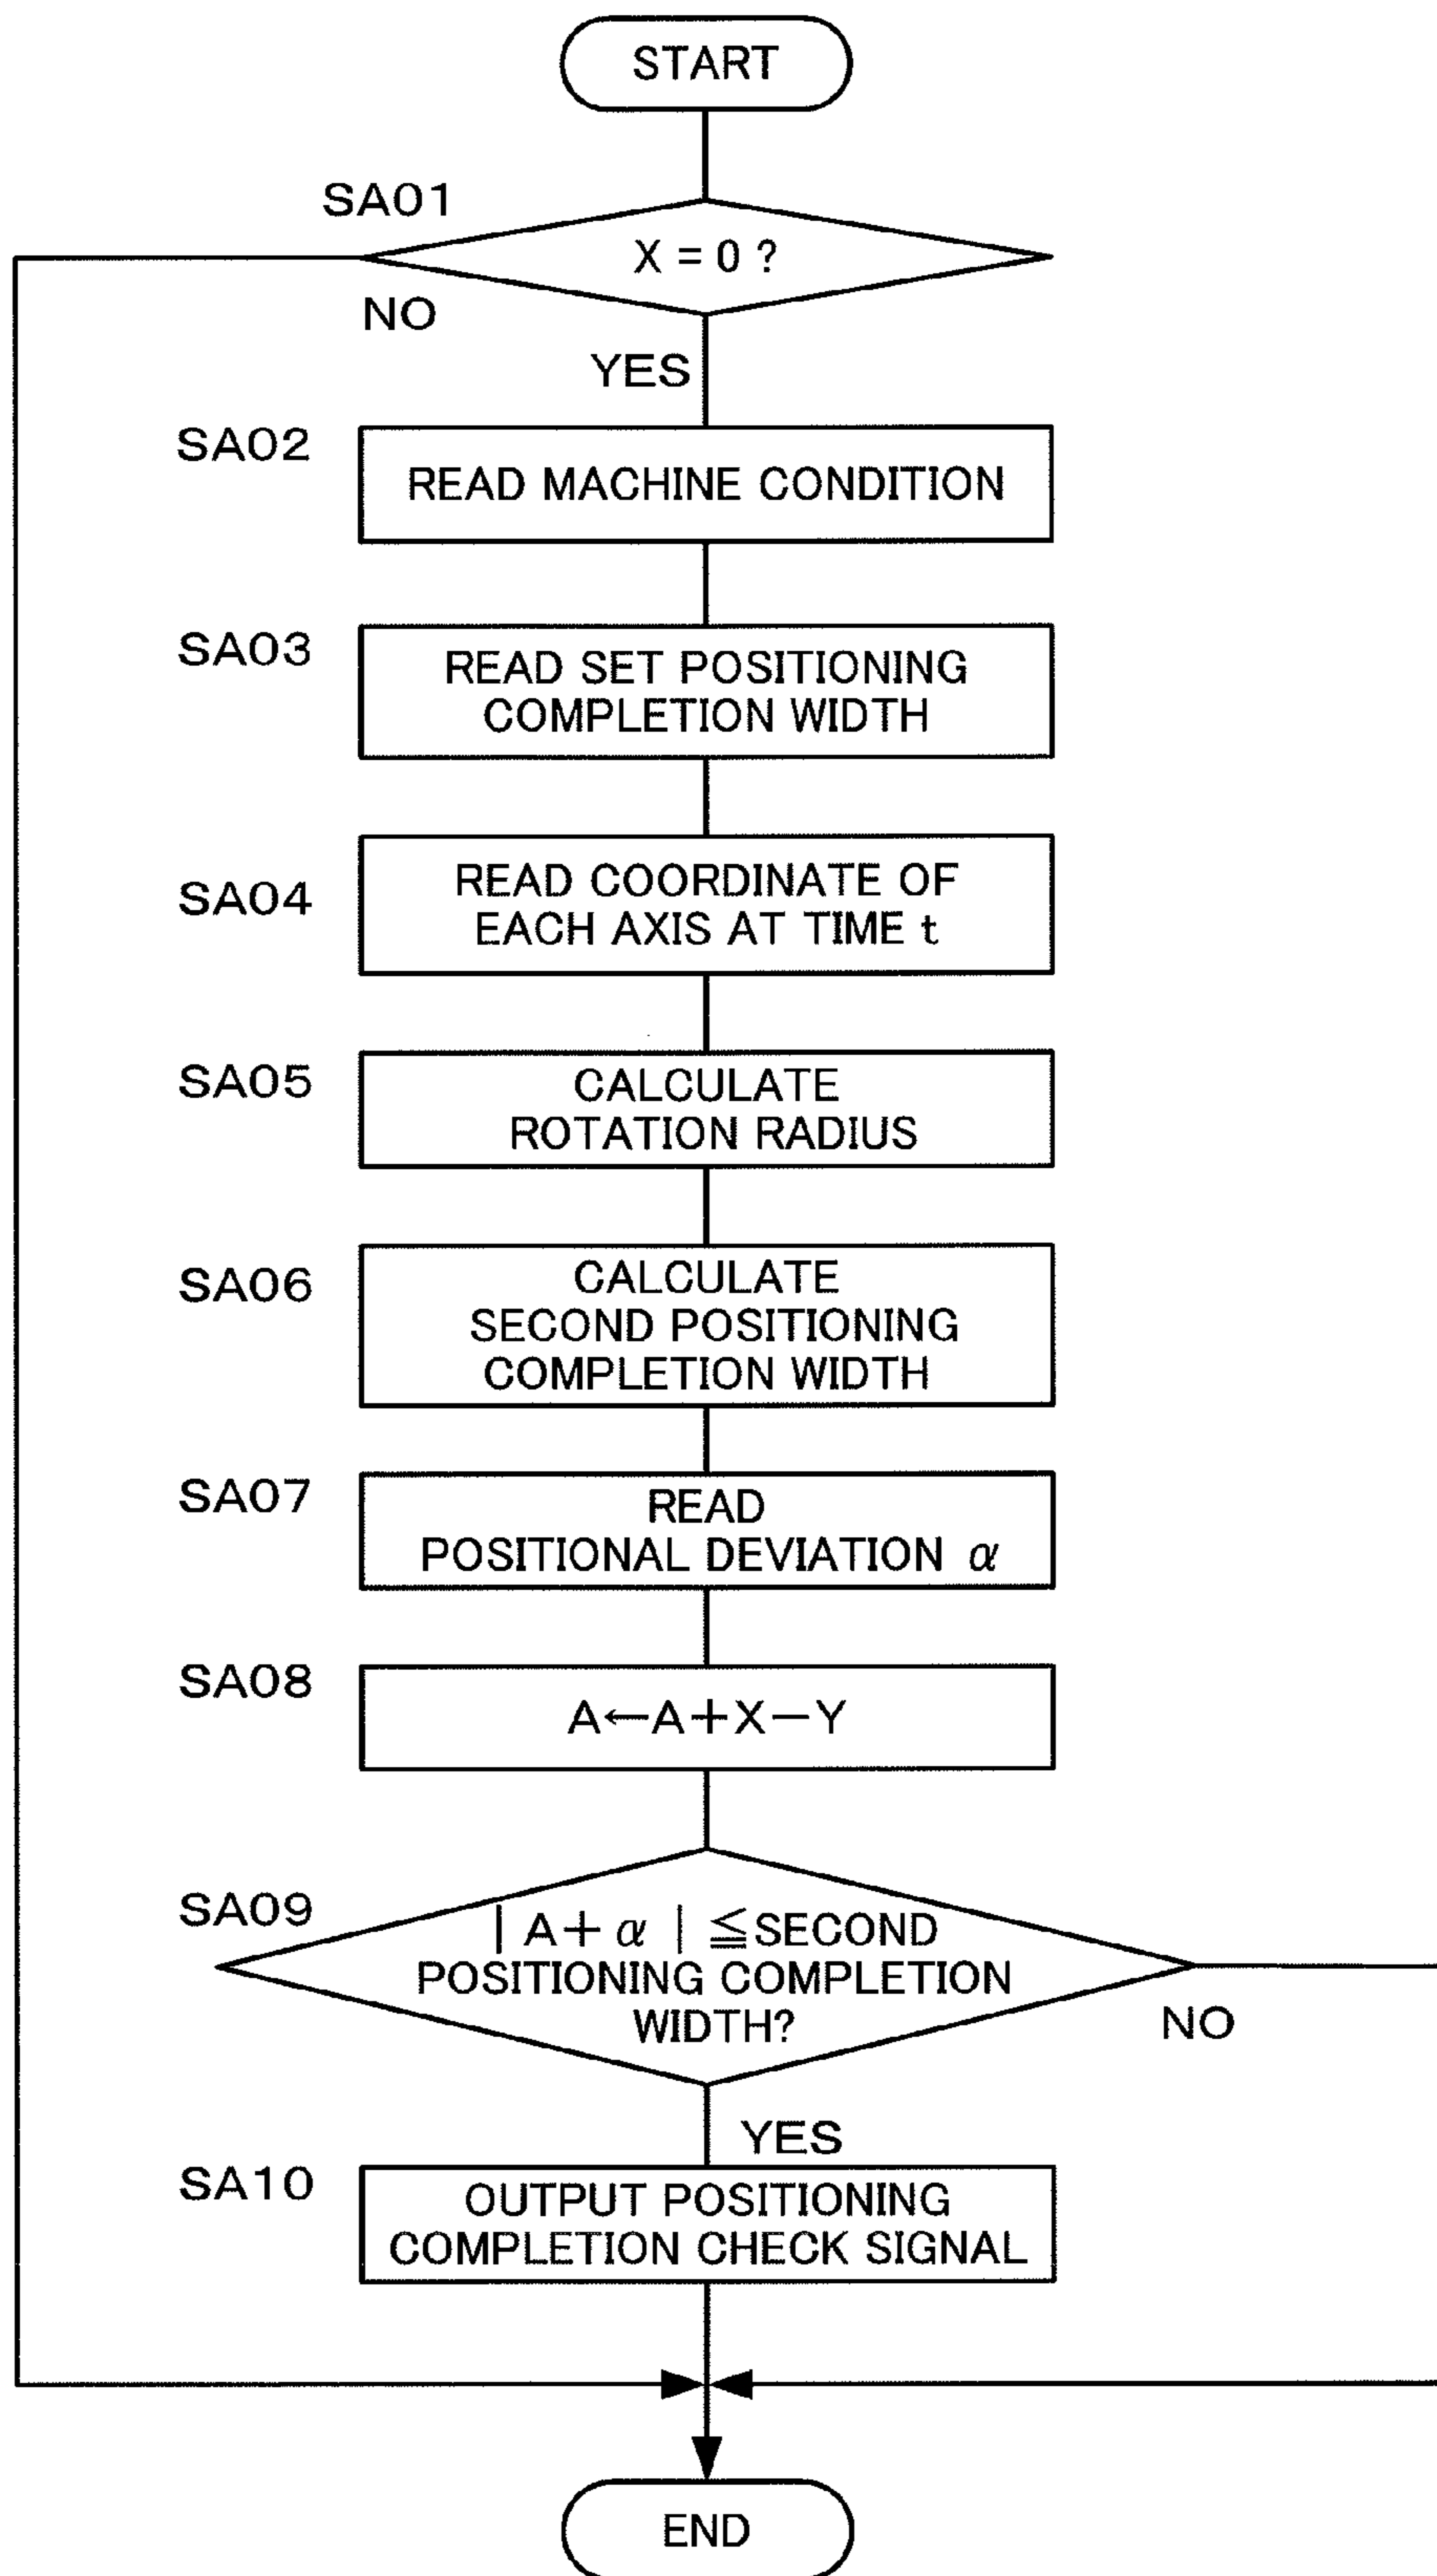 START
SA01
X = 0 ?
NO
YES
SA02
READ MACHINE CONDITION
SA03
READ SET POSITIONING
COMPLETION WIDTH
SA04
READ COORDINATE OF
EACH AXIS AT TIME t
SA05
CALCULATE
ROTATION RADIUS
SA06
CALCULATE
SECOND POSITIONING
COMPLETION WIDTH
SA07
READ
POSITIONAL DEVIATION α
SA08
A←A+X−Y
SA09
| A+ α | ≦SECOND
POSITIONING COMPLETION
WIDTH?
NO
YES
SA10
OUTPUT POSITIONING
COMPLETION CHECK SIGNAL
END